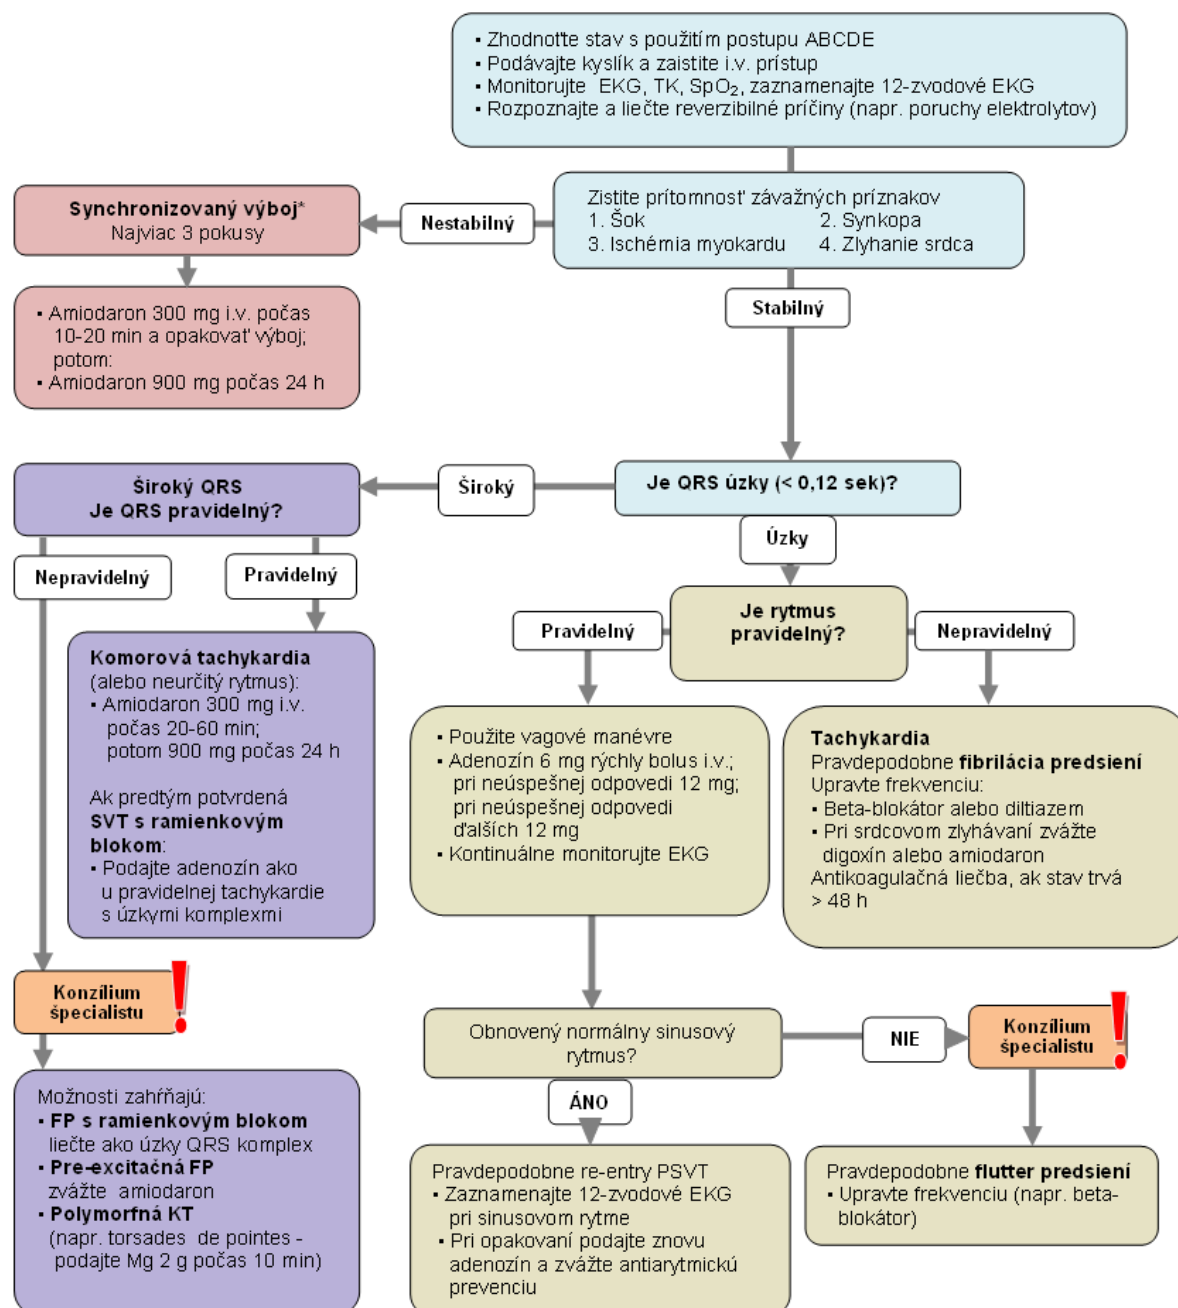 ▪ Zhodnoťte stav s použitím postupu ABCDE
▪ Podávajte kyslík a zaistite i.v. prístup
▪ Monitorujte EKG, TK, SpO₂, zaznamenajte 12-zvodové EKG
▪ Rozpoznajte a liečte reverzibilné príčiny (napr. poruchy elektrolytov)
Zistite prítomnosť závažných príznakov
1. Šok 2. Synkopa
3. Ischémia myokardu 4. Zlyhanie srdca
Nestabilný
Synchronizovaný výboj*
Najviac 3 pokusy
▪ Amiodaron 300 mg i.v. počas
10-20 min a opakovať výboj;
potom:
▪ Amiodaron 900 mg počas 24 h
Stabilný
Je QRS úzky (< 0,12 sek)?
Široký
Široký QRS
Je QRS pravidelný?
Nepravidelný
Pravidelný
Komorová tachykardia
(alebo neurčitý rytmus):
▪ Amiodaron 300 mg i.v.
počas 20-60 min;
potom 900 mg počas 24 h
Ak predtým potvrdená
SVT s ramienkovým
blokom:
▪ Podajte adenozín ako
u pravidelnej tachykardie
s úzkymi komplexmi
Konzílium
špecialistu
Možnosti zahŕňajú:
▪ FP s ramienkovým blokom
liečte ako úzky QRS komplex
▪ Pre-excitačná FP
zvážte amiodaron
▪ Polymorfná KT
(napr. torsades de pointes -
podajte Mg 2 g počas 10 min)
Úzky
Je rytmus
pravidelný?
Pravidelný
Nepravidelný
▪ Použite vagové manévre
▪ Adenozín 6 mg rýchly bolus i.v.;
pri neúspešnej odpovedi 12 mg;
pri neúspešnej odpovedi
ďalších 12 mg
▪ Kontinuálne monitorujte EKG
Tachykardia
Pravdepodobne fibrilácia predsiení
Upravte frekvenciu:
▪ Beta-blokátor alebo diltiazem
▪ Pri srdcovom zlyhávaní zvážte
digoxín alebo amiodaron
Antikoagulačná liečba, ak stav trvá
> 48 h
Obnovený normálny sinusový
rytmus?
NIE
Konzílium
špecialistu
ÁNO
Pravdepodobne re-entry PSVT
▪ Zaznamenajte 12-zvodové EKG
pri sinusovom rytme
▪ Pri opakovaní podajte znovu
adenozín a zvážte antiarytmickú
prevenciu
Pravdepodobne flutter predsiení
▪ Upravte frekvenciu (napr. beta-
blokátor)